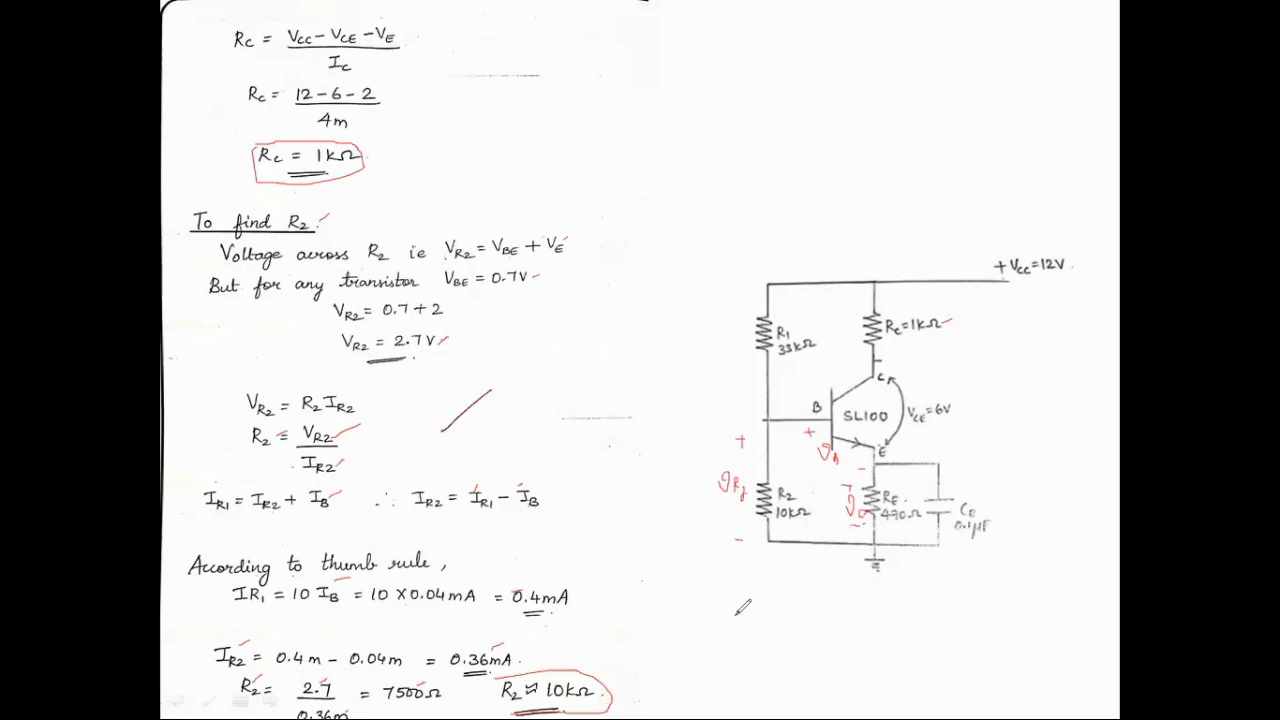 Rc = Vcc - VCE - VE
Ic
Rc = 12 - 6 - 2
4m
Rc = 1kΩ
To find R2.
Voltage across R2 ie VR2 = VBE + VE
But for any transistor VBE = 0.7V
VR2 = 0.7 + 2
VR2 = 2.7V
VR2 = R2 IR2
R2 = VR2
IR2
IR1 = IR2 + IB ∴ IR2 = IR1 - IB
According to thumb rule,
IR1 = 10 IB = 10 X 0.04mA = 0.4mA
IR2 = 0.4m - 0.04m = 0.36mA.
R2 = 2.7 = 7500Ω R2 ≈ 10kΩ.
0.36m
+ Vcc = 12V
R1
33kΩ
Rc = 1kΩ
C
B
SL100
VCE = 6V
E
+
+
-
R2
10kΩ
+
RE
470Ω
CE
0.1µF
-
-